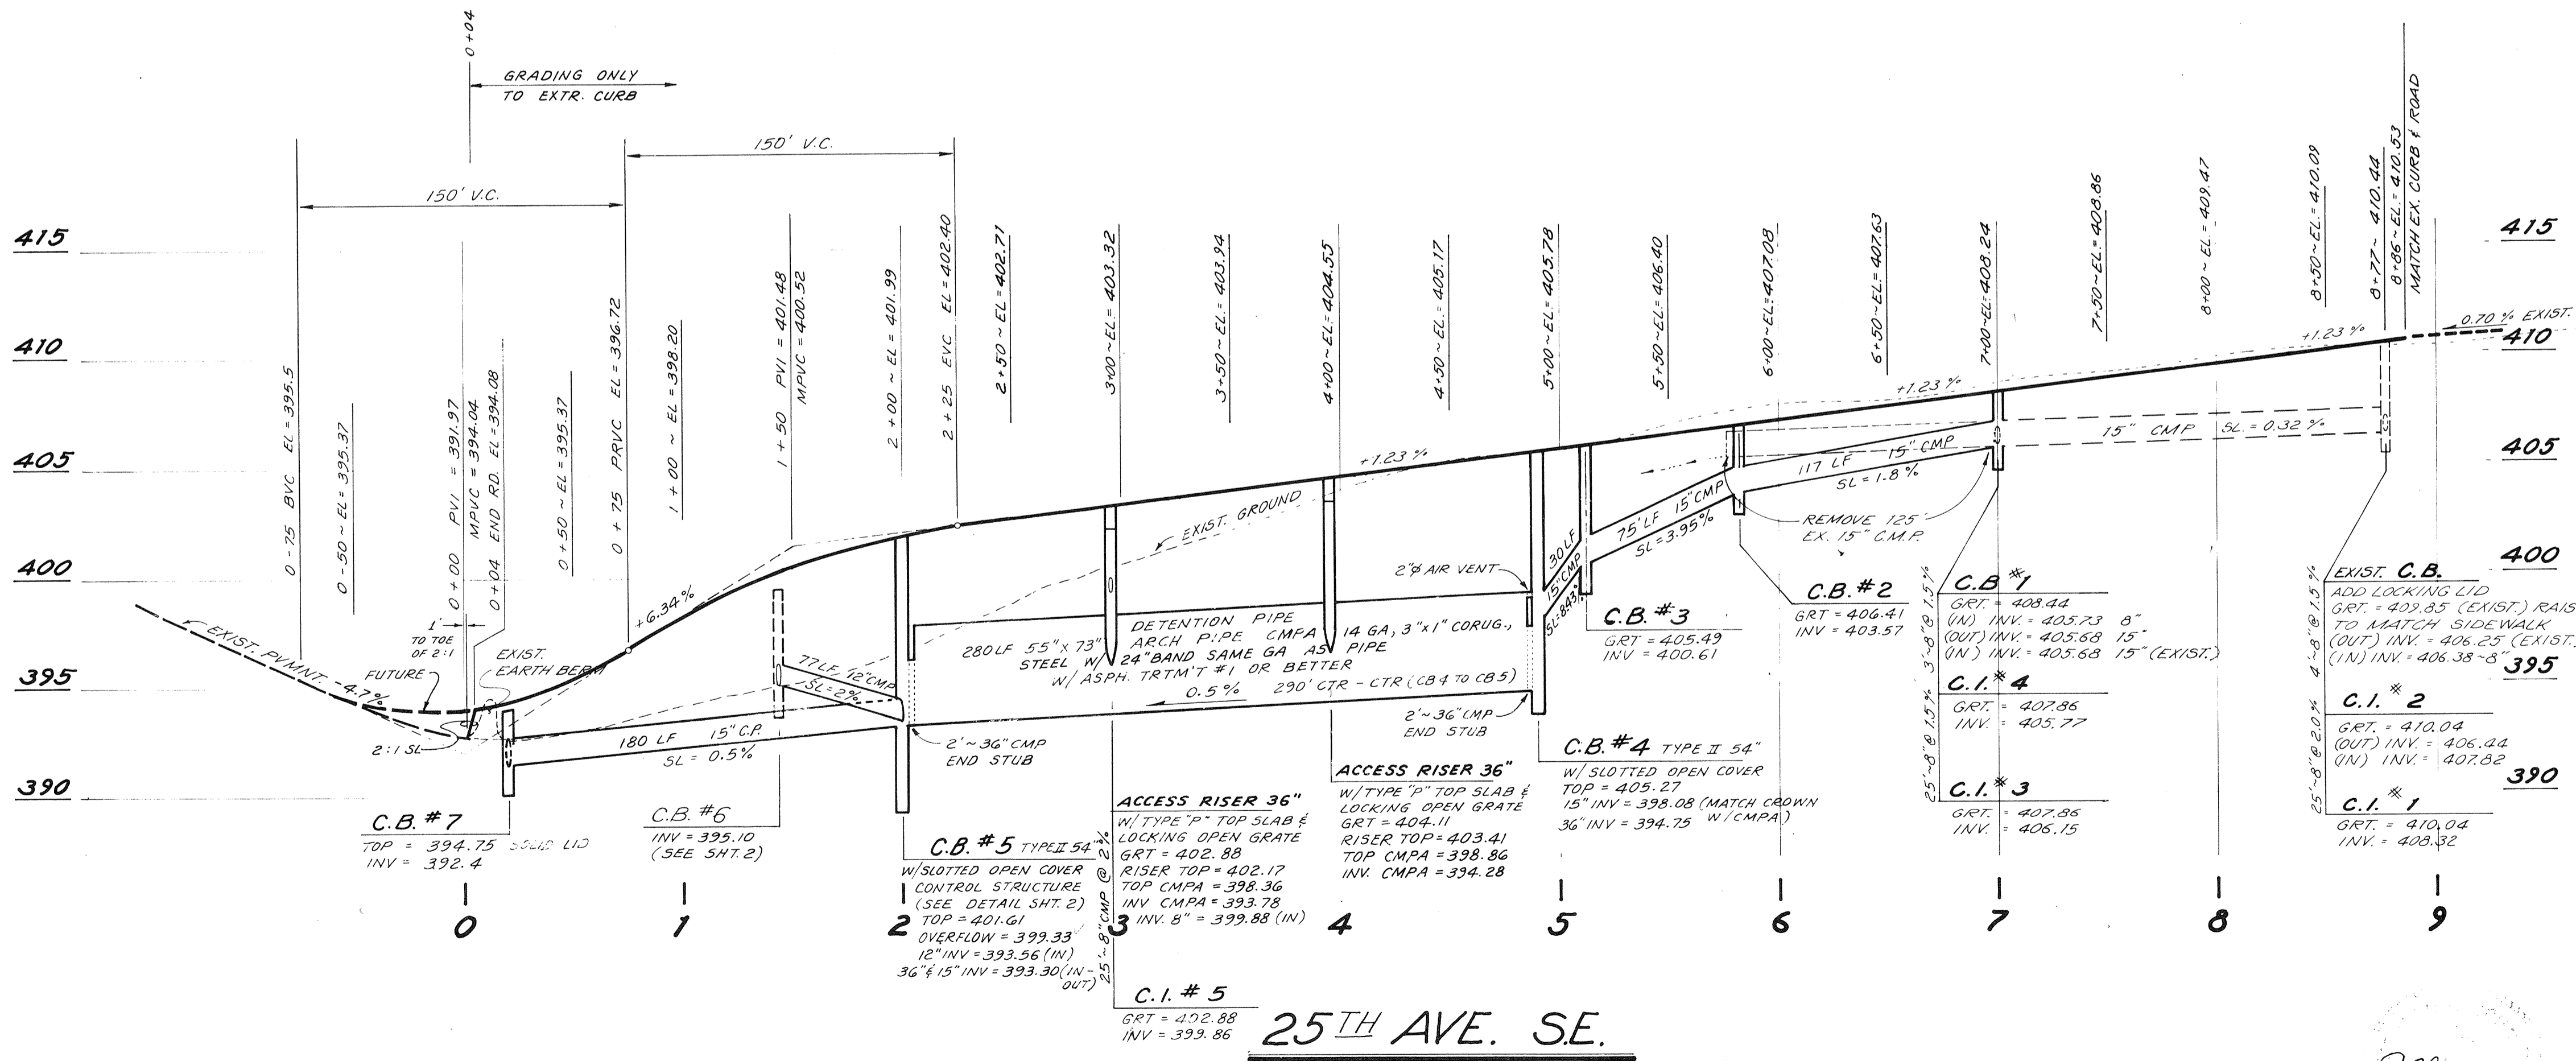 0+04
GRADING ONLY
TO EXTR. CURB
150' V.C.
150' V.C.
415
410
405
400
395
390
0-75 BVC EL=395.5
0-50~EL=395.37
0+00 PVI = 391.97
MPVC = 394.04
0+04 END RD. EL=394.08
0+50~EL=395.37
0+75 PRVC EL=396.72
1+00~EL=398.20
1+50 PVI = 401.48
MPVC = 400.52
2+00~EL=401.99
2+25 EVC EL=402.40
2+50~EL=402.71
3+00~EL=403.32
3+50~EL=403.94
4+00~EL=404.55
4+50~EL=405.17
5+00~EL=405.78
5+50~EL=406.40
6+00~EL=407.08
6+50~EL=407.63
7+00~EL=408.24
7+50~EL=408.86
8+00~EL=409.47
8+50~EL=410.09
8+77~410.44
8+86~EL=410.53
MATCH EX. CURB & ROAD
415
0.70% EXIST.
410
405
400
395
390
+6.34%
+1.23%
+1.23%
+1.23%
EXIST. PVMNT. -4.7%
FUTURE
1'
TO TOE
OF 2:1
EXIST.
EARTH BERM
2:1 SL
180 LF 15" C.P.
SL = 0.5%
77 LF, 12" CMP
SL=2%
EXIST. GROUND
DETENTION PIPE
280LF 55" X 73" ARCH PIPE CMPA 14 GA, 3"x1" CORUG.,
STEEL W/ 24" BAND SAME GA AS PIPE
W/ ASPH. TRTM'T #1 OR BETTER
0.5% 290' CTR-CTR (CB4 TO CB5)
2'~36" CMP
END STUB
2"ø AIR VENT
2'~36" CMP
END STUB
30 LF
15" CMP
SL=8.43%
75' LF 15" CMP
SL=3.95%
117 LF 15" CMP
SL=1.8%
15" CMP SL=0.32%
REMOVE 125'
EX. 15" C.M.P.
C.B. #7
TOP = 394.75 SOLID LID
INV = 392.4
C.B. #6
INV = 395.10
(SEE SHT. 2)
C.B. #5 TYPE II 54"
W/SLOTTED OPEN COVER
CONTROL STRUCTURE
(SEE DETAIL SHT. 2)
TOP = 401.61
OVERFLOW = 399.33
12" INV = 393.56 (IN)
36" & 15" INV = 393.30 (IN-
OUT)
25'~8" CMP @ 2%
ACCESS RISER 36"
W/TYPE "P" TOP SLAB &
LOCKING OPEN GRATE
GRT = 402.88
RISER TOP = 402.17
TOP CMPA = 398.36
INV CMPA = 393.78
INV. 8" = 399.88 (IN)
C.I. #5
GRT = 402.88
INV = 399.86
ACCESS RISER 36"
W/TYPE "P" TOP SLAB &
LOCKING OPEN GRATE
GRT = 404.11
RISER TOP = 403.41
TOP CMPA = 398.86
INV. CMPA = 394.28
C.B. #4 TYPE II 54"
W/SLOTTED OPEN COVER
TOP = 405.27
15" INV = 398.08 (MATCH CROWN
36" INV = 394.75 W/CMPA)
C.B. #3
GRT = 405.49
INV = 400.61
C.B. #2
GRT = 406.41
INV = 403.57
25'~8" @ 1.5% 3'~8" @ 1.5%
C.B #1
GRT. = 408.44
(IN) INV. = 405.73 8"
(OUT) INV. = 405.68 15"
(IN) INV. = 405.68 15" (EXIST.)
C.I. #4
GRT. = 407.86
INV. = 405.77
C.I. #3
GRT. = 407.86
INV. = 406.15
25'~8" @ 2.0% 4'~8" @ 1.5%
EXIST. C.B.
ADD LOCKING LID
GRT. = 409.85 (EXIST.) RAIS
TO MATCH SIDEWALK
(OUT) INV. = 406.25 (EXIST.)
(IN) INV. = 406.38~8"
C.I. #2
GRT. = 410.04
(OUT) INV. = 406.44
(IN) INV. = 407.82
C.I. #1
GRT. = 410.04
INV. = 408.32
0 1 2 3 4 5 6 7 8 9
25TH AVE. S.E.